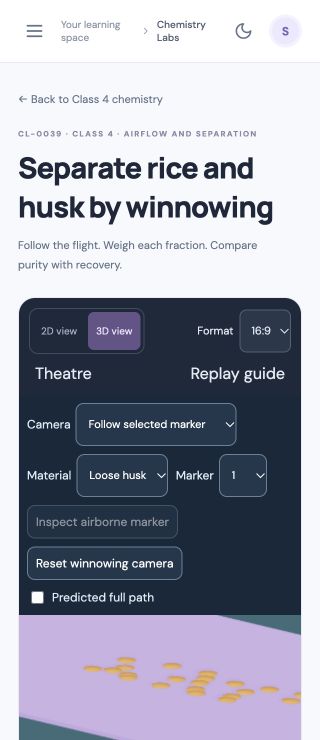 Your learning space
Chemistry Labs
S
← Back to Class 4 chemistry
CL-0039 · CLASS 4 · AIRFLOW AND SEPARATION
Separate rice and
husk by winnowing
Follow the flight. Weigh each fraction. Compare
purity with recovery.
2D view 3D view Format 16:9
Theatre Replay guide
Camera Follow selected marker
Material Loose husk Marker 1
Inspect airborne marker
Reset winnowing camera
Predicted full path